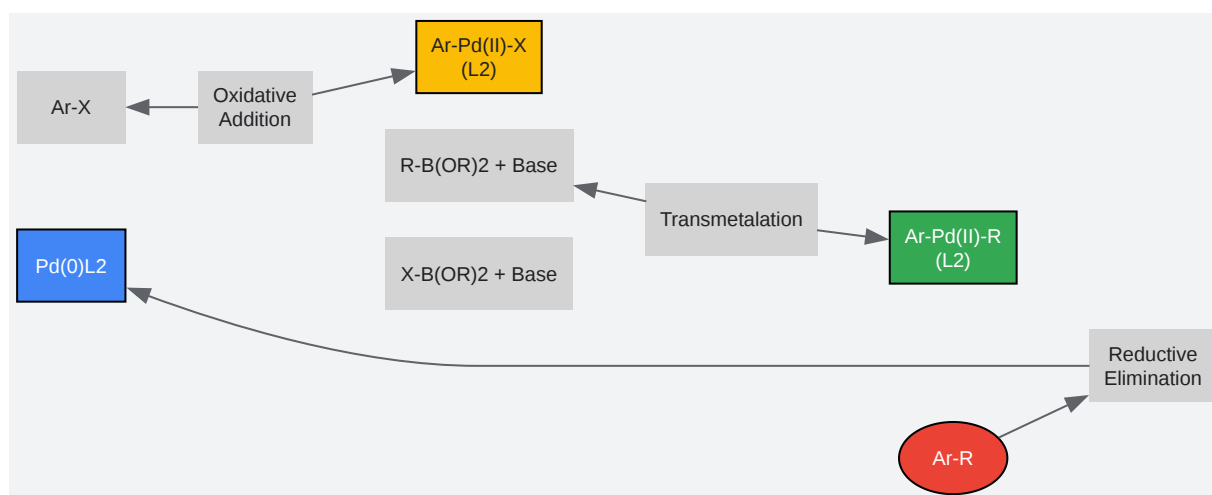 Ar-Pd(II)-X
(L2)
Ar-X
Oxidative
Addition
R-B(OR)2 + Base
Transmetalation
Ar-Pd(II)-R
(L2)
Pd(0)L2
X-B(OR)2 + Base
Reductive
Elimination
Ar-R